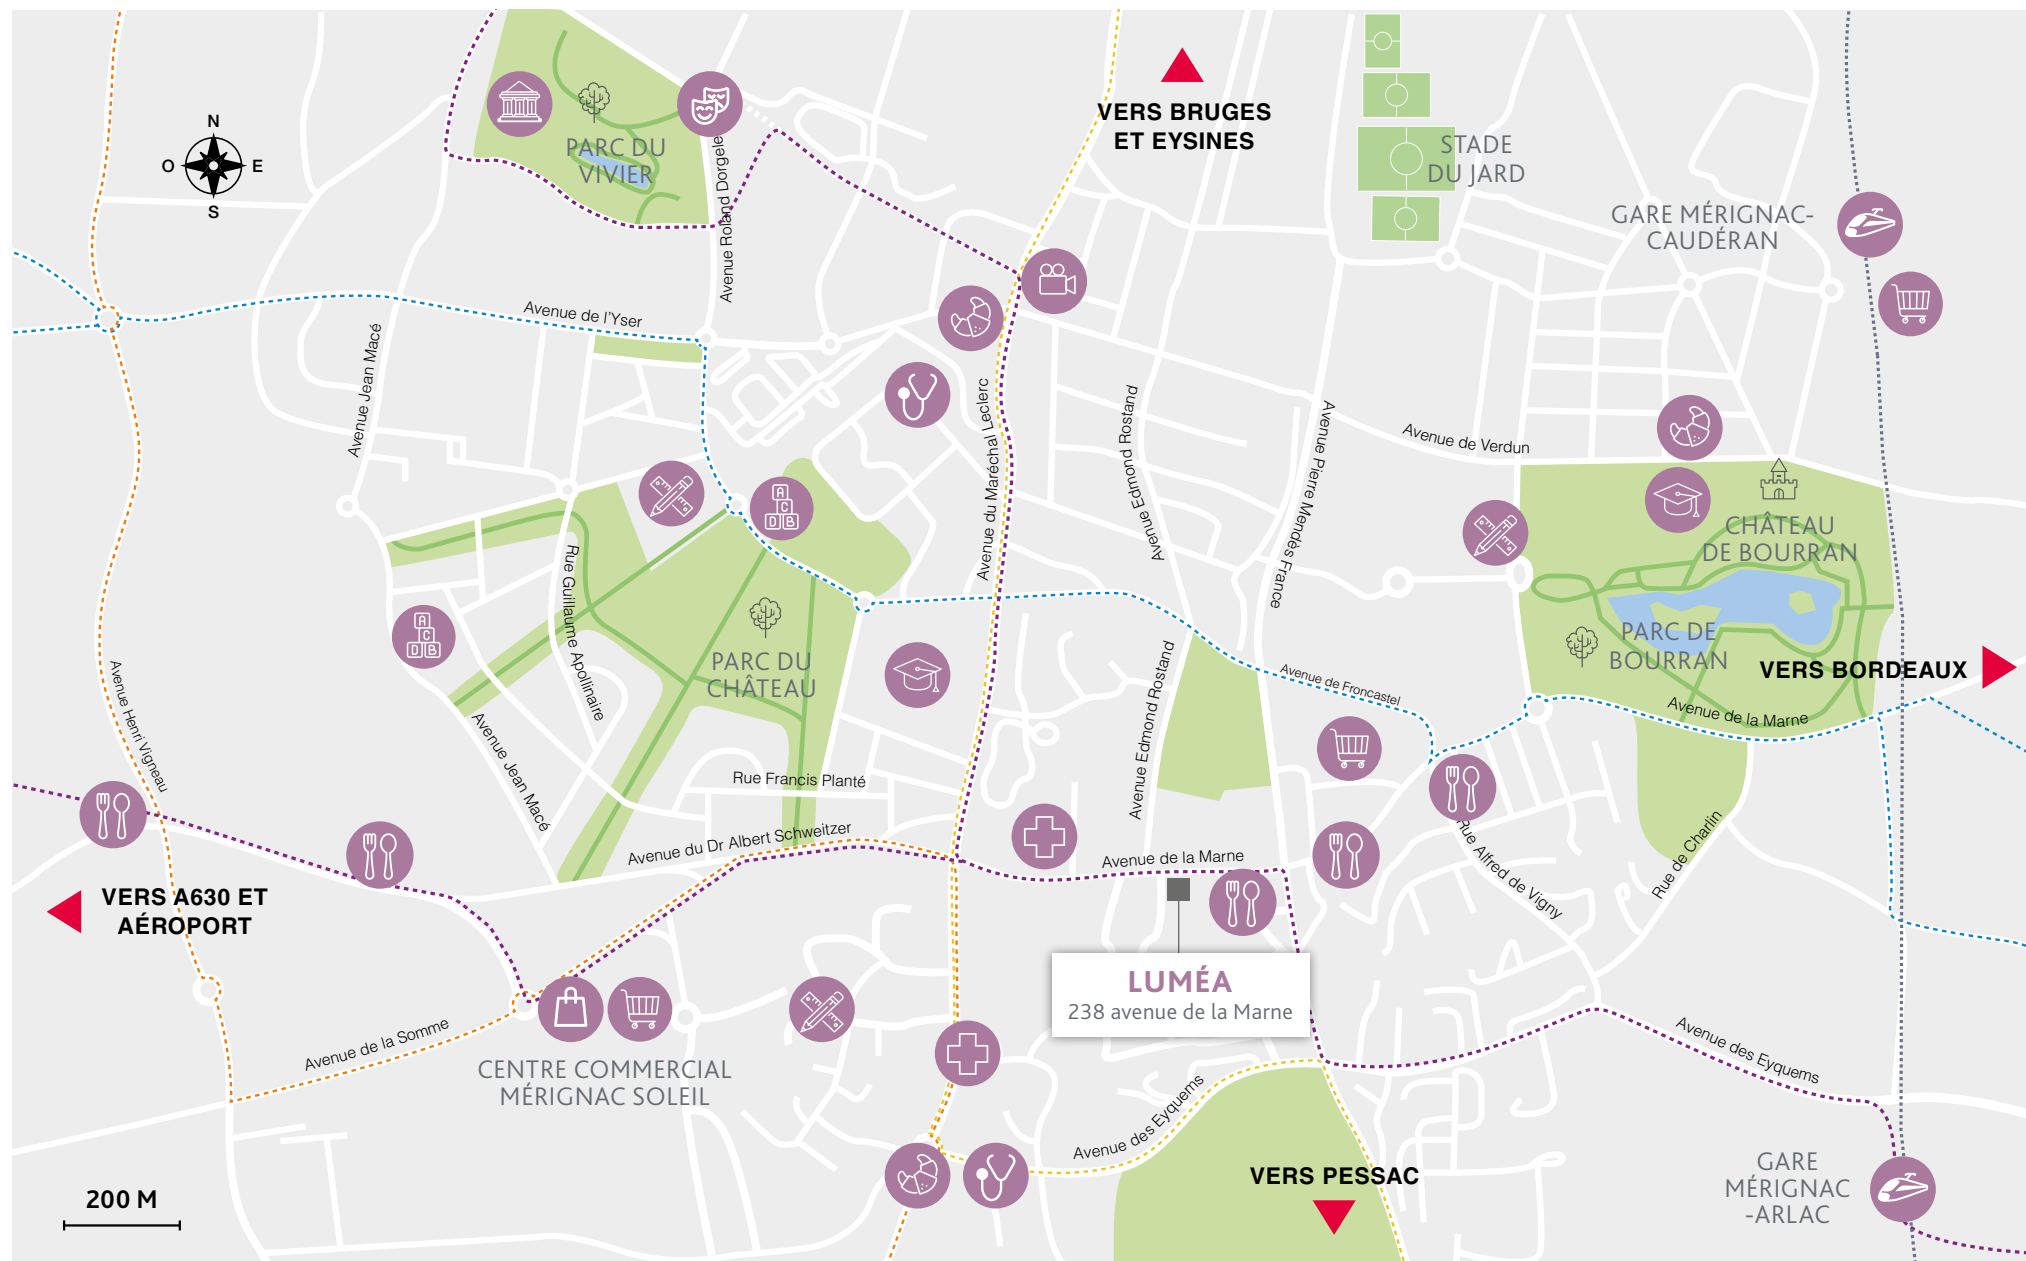 N
O
E
S
PARC DU
VIVIER
Avenue Roland Dorgelè
VERS BRUGES
ET EYSINES
STADE
DU JARD
GARE MÉRIGNAC-
CAUDÉRAN
Avenue de l'Yser
Avenue Jean Macé
Avenue du Maréchal Leclerc
Avenue Edmond Rostand
Avenue Pierre Mendès France
Avenue de Verdun
A
C
D B
CHÂTEAU
DE BOURRAN
Rue Guillaume Apollinaire
A
C
D B
PARC DU
CHÂTEAU
PARC DE
BOURRAN
VERS BORDEAUX
Avenue Henri Vigneau
Avenue Jean Macé
Avenue Edmond Rostand
Avenue de Froncastel
Avenue de la Marne
Rue Francis Planté
Avenue du Dr Albert Schweitzer
Avenue de la Marne
Rue Alfred de Vigny
Rue de Charlin
VERS A630 ET
AÉROPORT
LUMÉA
238 avenue de la Marne
Avenue de la Somme
CENTRE COMMERCIAL
MÉRIGNAC SOLEIL
Avenue des Eyquems
Avenue des Eyquems
VERS PESSAC
GARE
MÉRIGNAC
-ARLAC
200 M